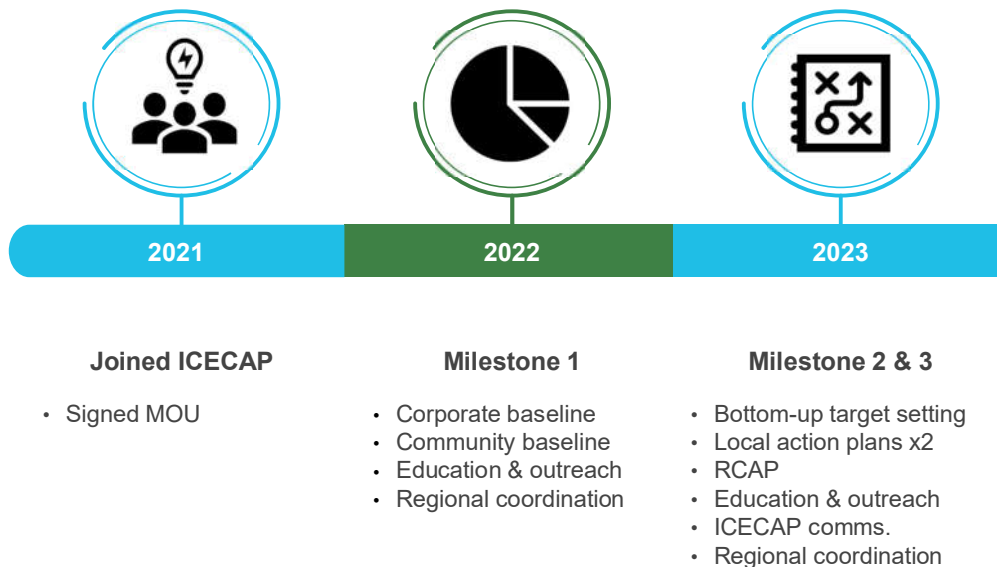 2021
2022
2023
Joined ICECAP
• Signed MOU
Milestone 1
• Corporate baseline
• Community baseline
• Education & outreach
• Regional coordination
Milestone 2 & 3
• Bottom-up target setting
• Local action plans x2
• RCAP
• Education & outreach
• ICECAP comms.
• Regional coordination